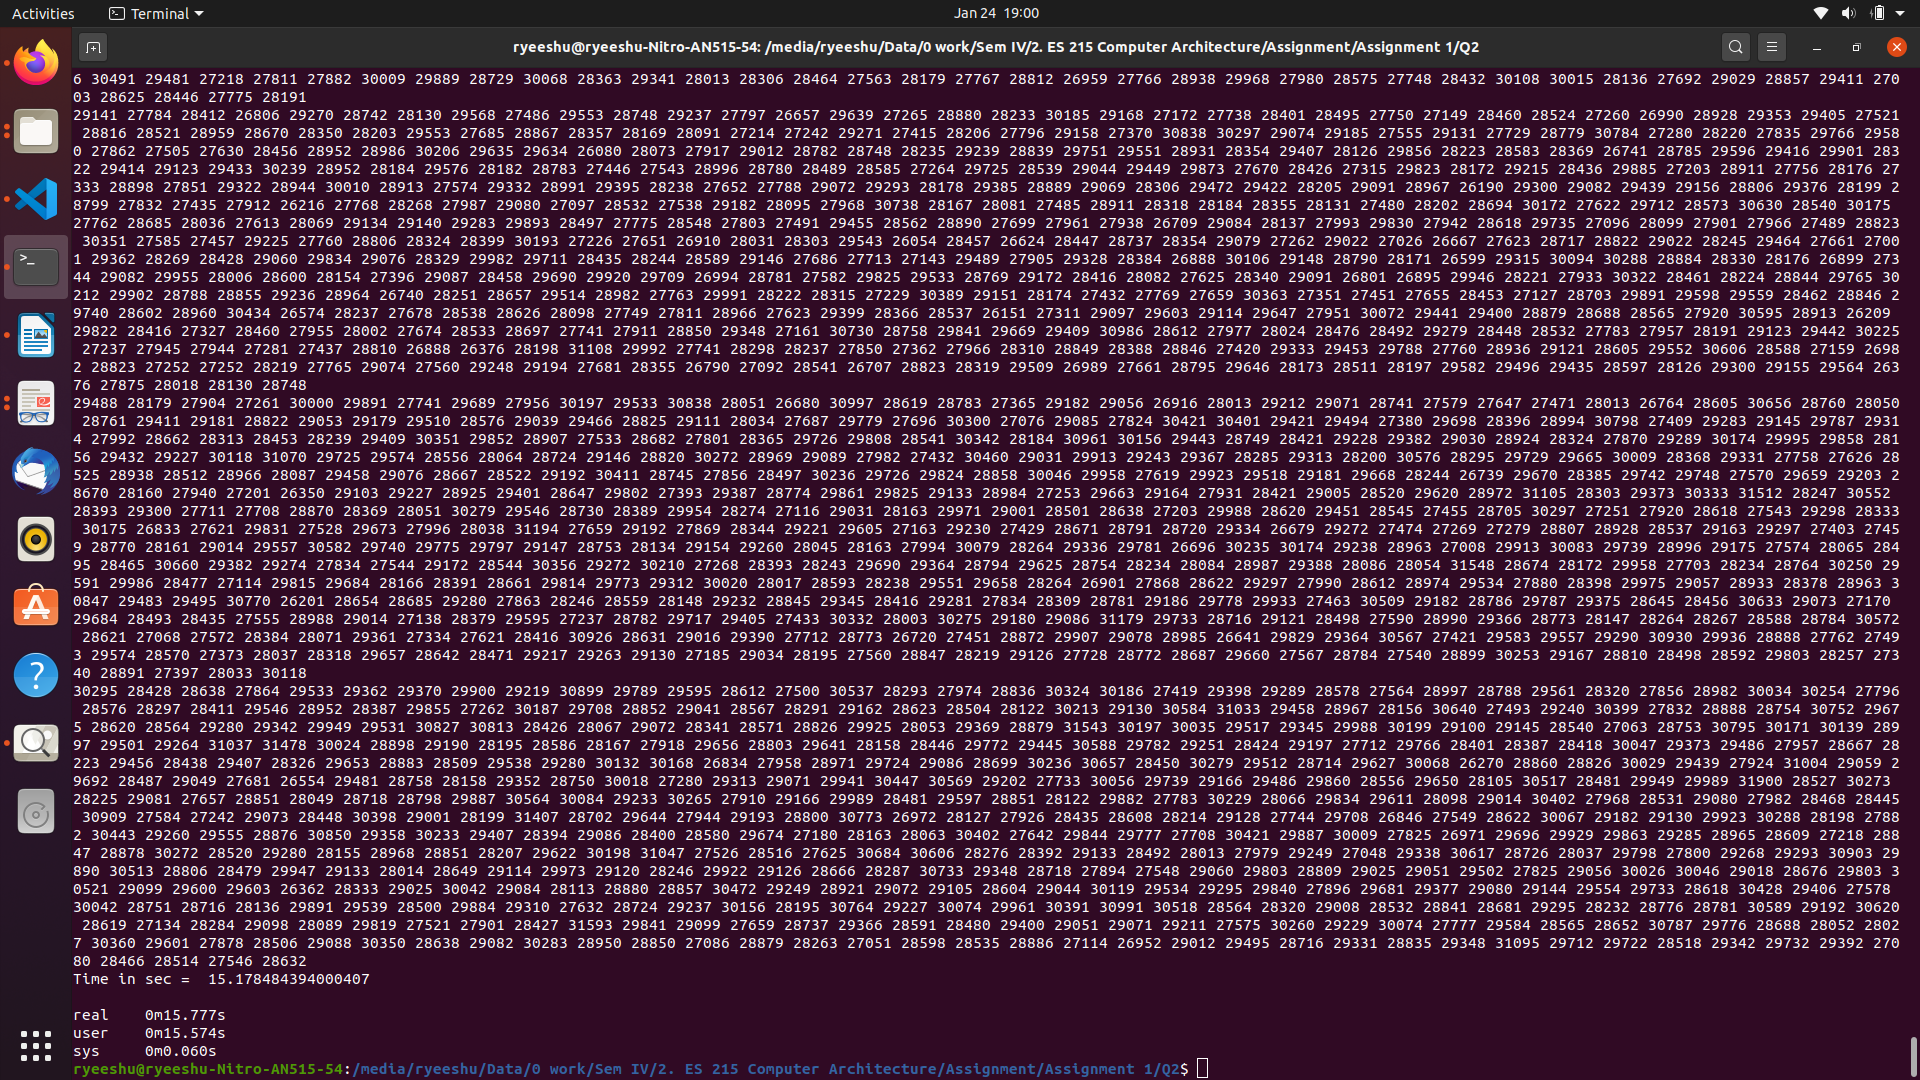 Activities
Terminal
Jan 24 19:00
ryeeshu@ryeeshu-Nitro-AN515-54: /media/ryeeshu/Data/0 work/Sem IV/2. ES 215 Computer Architecture/Assignment/Assignment 1/Q2
6 30491 29481 27218 27811 27882 30009 29889 28729 30068 28363 29341 28013 28306 28464 27563 28179 27767 28812 26959 27766 28938 29968 27980 28575 27748 28432 30108 30015 28136 27692 29029 28857 29411 270
03 28625 28446 27775 28191
29141 27784 28412 26806 29270 28742 28130 29568 27486 29553 28748 29237 27797 26657 29639 27265 28880 28233 30185 29168 27172 27738 28401 28495 27750 27149 28460 28524 27260 26990 28928 29353 29405 27521
28816 28521 28959 28670 28350 28203 29553 27685 28867 28357 28169 28091 27214 27242 29271 27415 28206 27796 29158 27370 30838 30297 29074 29185 27555 29131 27729 28779 30784 27280 28220 27835 29766 2958
0 27862 27505 27630 28456 28952 28986 30206 29635 29634 26080 28073 27917 29012 28782 28748 28235 29239 28839 29751 29551 28931 28354 29407 28126 29856 28223 28583 28369 26741 28785 29596 29416 29901 283
22 29414 29123 29433 30239 28952 28184 29576 28182 28783 27446 27543 28996 28780 28489 28585 27264 29725 28539 29044 29449 29873 27670 28426 27315 29823 28172 29215 28436 29885 27203 28911 27756 28176 27
333 28898 27851 29322 28944 30010 28913 27574 29332 28991 29395 28238 27652 27788 29072 29293 28178 29385 28889 29069 28306 29472 29422 28205 29091 28967 26190 29300 29082 29439 29156 28806 29376 28199 2
8799 27832 27435 27912 26216 27768 28268 27987 29080 27097 28532 27538 29182 28095 27968 30738 28167 28081 27485 28911 28318 28184 28355 28131 27480 28202 28694 30172 27622 29712 28573 30630 28540 30175
27762 28685 28036 27613 28069 29134 29140 29283 29893 28497 27775 28548 27803 27491 29455 28562 28890 27699 27961 27938 26709 29084 28137 27993 29830 27942 28618 29735 27096 28099 27901 27966 27489 28823
30351 27585 27457 29225 27760 28806 28324 28399 30193 27226 27651 26910 28031 28303 29543 26054 28457 26624 28447 28737 28354 29079 27262 29022 27026 26667 27623 28717 28822 29022 28245 29464 27661 2700
1 29362 28269 28428 29060 29834 29076 28329 29982 29711 28435 28244 28589 29146 27686 27713 27143 29489 27905 29328 28384 26888 30106 29148 28790 28171 26599 29315 30094 30288 28884 28330 28176 26899 273
44 29082 29955 28006 28600 28154 27396 29087 28458 29690 29920 29709 26994 28781 27582 29825 29533 28769 29172 28416 28082 27625 28340 29091 26801 26895 29946 28221 27933 30322 28461 28224 28844 29765 30
212 29902 28788 28855 29236 28964 26740 28251 28657 29514 28982 27763 29991 28222 28315 27229 30389 29151 28174 27432 27769 27659 30363 27351 27451 27655 28453 27127 28703 29891 29598 29559 28462 28846 2
9740 28602 28960 30434 26574 28237 27678 28538 28626 28098 27749 27811 28966 27623 29399 28366 28537 26151 27311 29097 29603 29114 29647 27951 30072 29441 29400 28879 28688 28565 27920 30595 28913 26209
29822 28416 27327 28460 27955 28002 27674 28533 28697 27741 27911 28850 28348 27161 30730 28758 29841 29669 29409 30986 28612 27977 28024 28476 28492 29279 28448 28532 27783 27957 28191 29123 29442 30225
27237 27945 27944 27281 27437 28810 26888 26376 28198 31108 29992 27741 28298 28237 27850 27362 27966 28310 28849 28388 28846 27420 29333 29453 29788 27760 28936 29121 28605 29552 30606 28588 27159 2698
2 28823 27252 27252 28219 27765 29074 27560 29248 29194 27681 28355 26790 27092 28541 26707 28823 28319 29509 26989 27661 28795 29646 28173 28511 28197 29582 29496 29435 28597 28126 29300 29155 29564 263
76 27875 28018 28130 28748
29488 28179 27904 27261 30000 29891 27741 29689 27956 30197 29533 30838 28051 26680 30997 28619 28783 27365 29182 29056 26916 28013 29212 29071 28741 27579 27647 27471 28013 26764 28605 30656 28760 28050
28761 29411 29181 28822 29053 29179 29510 28576 29039 29466 28825 29111 28034 27687 29779 27696 30300 27076 29085 27824 30421 30401 29421 29494 27380 29698 28396 28994 30798 27409 29283 29145 29787 2931
4 27992 28662 28313 28453 28239 29409 30351 29852 28907 27533 28682 27801 28365 29726 29808 28541 30342 28184 30961 30156 29443 28749 28421 29228 29382 29030 28924 28324 27870 29289 30174 29995 29858 281
56 29432 29227 30118 31070 29725 29574 28556 28064 28724 29146 28820 30272 28969 29089 27982 27432 30460 29031 29913 29243 29367 28285 29313 28200 30576 28295 29729 29665 30009 28368 29331 27758 27626 28
525 28938 28512 28966 28087 29458 29076 28667 28522 29192 30411 28745 27856 28497 30236 29726 29824 28858 30046 29958 27619 29923 29518 29181 29668 28244 26739 29670 28385 29742 29748 27570 29659 29203 2
8670 28160 27940 27201 26350 29103 29227 28925 29401 28647 29802 27393 29387 28774 29861 29825 29133 28984 27253 29663 29164 27931 28421 29005 28520 29620 28972 31105 28303 29373 30333 31512 28247 30552
28393 29300 27711 27708 28870 28369 28051 30279 29546 28730 28389 29954 28274 27116 29031 28163 29971 29001 28501 28638 27203 29988 28620 29451 28545 27455 28705 30297 27251 27920 28618 27543 29298 28333
30175 26833 27621 29831 27528 29673 27996 28038 31194 27659 29192 27869 28344 29221 29605 27163 29230 27429 28671 28791 28720 29334 26679 29272 27474 27269 27279 28807 28928 28537 29163 29297 27403 2745
9 28770 28161 29014 29557 30582 29740 29775 29797 29147 28753 28134 29154 29260 28045 28163 27994 30079 28264 29336 29781 26696 30235 30174 29238 28963 27008 29913 30083 29739 28996 29175 27574 28065 284
95 28465 30660 29382 29274 27834 27544 29172 28544 30356 29272 30210 27268 28393 28243 29690 29364 28794 29625 28754 28234 28084 28987 29388 28086 28054 31548 28674 28172 29958 27703 28234 28764 30250 29
591 29986 28477 27114 29815 29684 28166 28391 28661 29814 29773 29312 30020 28017 28593 28238 29551 29658 28264 26901 27868 28622 29297 27990 28612 28974 29534 27880 28398 29975 29057 28933 28378 28963 3
0847 29483 29495 30770 26201 28654 28685 29280 27863 28246 28559 28148 29222 28845 29345 28416 29281 27834 28309 28781 29186 29778 29933 27463 30509 29182 28786 29787 29375 28645 28456 30633 29073 27170
29684 28493 28435 27555 28988 29014 27138 28379 29595 27237 28782 29717 29405 27433 30332 28003 30275 29180 29086 31179 29733 28716 29121 28498 27590 28990 29366 28773 28147 28264 28267 28588 28784 30572
28621 27068 27572 28384 28071 29361 27334 27621 28416 30926 28631 29016 29390 27712 28773 26720 27451 28872 29907 29078 28985 26641 29829 29364 30567 27421 29583 29557 29290 30930 29936 28888 27762 2749
3 29574 28570 27373 28037 28318 29657 28642 28471 29217 29263 29130 27185 29034 28195 27560 28847 28219 29126 27728 28772 28687 29660 27567 28784 27540 28899 30253 29167 28810 28498 28592 29803 28257 273
40 28891 27397 28033 30118
30295 28428 28638 27864 29533 29362 29370 29900 29219 30899 29789 29595 28612 27500 30537 28293 27974 28836 30324 30186 27419 29398 29289 28578 27564 28997 28788 29561 28320 27856 28982 30034 30254 27796
28576 28297 28411 29546 28952 28387 29855 27262 30187 29708 28852 29041 28567 28291 29162 28623 28504 28122 30213 29130 30584 31033 29458 28967 28156 30640 27493 29240 30399 27832 28888 28754 30752 2967
5 28620 28564 29280 29342 29949 29531 30827 30813 28426 28067 29072 28341 28571 28826 29925 28053 29369 28879 31543 30197 30035 29517 29345 29988 30199 29100 29145 28540 27063 28753 30795 30171 30139 289
97 29501 29264 31037 31478 30024 28898 29190 28195 28586 28167 27918 29656 28803 29641 28158 28446 29772 29445 30588 29782 29251 28424 29197 27712 29766 28401 28387 28418 30047 29373 29486 27957 28667 28
223 29456 28438 29407 28326 29653 28883 28509 29538 29280 30132 30168 26834 27958 28971 29724 29086 28699 30236 30657 28450 30279 29512 28714 29627 30068 26270 28860 28826 30029 29439 27924 31004 29059 2
9692 28487 29049 27681 26554 29481 28758 28158 29352 28750 30018 27280 29313 29071 29941 30447 30569 29202 27733 30056 29739 29166 29486 29860 28556 29650 28105 30517 28481 29949 29989 31900 28527 30273
28225 29081 27657 28851 28049 28718 28798 29887 30564 30084 29233 30265 27910 29166 29989 28481 29597 28851 28122 29882 27783 30229 28066 29834 29611 28098 29014 30402 27968 28531 29080 27982 28468 28445
30909 27584 27242 29073 28448 30398 29001 28199 31407 28702 29644 27944 29193 28800 30773 26972 28127 27926 28435 28608 28214 29128 27744 29708 26846 27549 28622 30067 29182 29130 29923 30288 28198 2788
2 30443 29260 29555 28876 30850 29358 30233 29407 28394 29086 28400 28580 29674 27180 28163 28063 30402 27642 29844 29777 27708 30421 29887 30009 27825 26971 29696 29929 29863 29285 28965 28609 27218 288
47 28878 30272 28520 29280 28155 28968 28851 28207 29622 30198 31047 27526 28516 27625 30684 30606 28276 28392 29133 28492 28013 27979 29249 27048 29338 30617 28726 28037 29798 27800 29268 29293 30903 29
890 30513 28806 28479 29947 29133 28014 28649 29114 29973 29120 28246 29922 29126 28666 28287 30733 29348 28718 27894 27548 29060 29803 28809 29025 29051 29502 27825 29056 30026 30046 29018 28676 29803 3
0521 29099 29600 29603 26362 28333 29025 30042 29084 28113 28880 28857 30472 29249 28921 29072 29105 28604 29044 30119 29534 29295 29840 27896 29681 29377 29080 29144 29554 29733 28618 30428 29406 27578
30042 28751 28716 28136 29891 29539 28500 29884 29310 27632 28724 29237 30156 28195 30764 29227 30074 29961 30391 30991 30518 28564 28320 29008 28532 28841 28681 29295 28232 28776 28781 30589 29192 30620
28619 27134 28284 29098 28089 29819 27521 27901 28427 31593 29841 29099 27659 28737 29366 28591 28480 29400 29051 29071 29211 27575 30260 29229 30074 27777 29584 28565 28652 30787 29776 28688 28052 2802
7 30360 29601 27878 28506 29088 30350 28638 29082 30283 28950 28850 27086 28879 28263 27051 28598 28535 28886 27114 26952 29012 29495 28716 29331 28835 29348 31095 29712 29722 28518 29342 29732 29392 270
80 28466 28514 27546 28632
Time in sec =  15.178484394000407
real    0m15.777s
user    0m15.574s
sys     0m0.060s
ryeeshu@ryeeshu-Nitro-AN515-54:/media/ryeeshu/Data/0 work/Sem IV/2. ES 215 Computer Architecture/Assignment/Assignment 1/Q2$